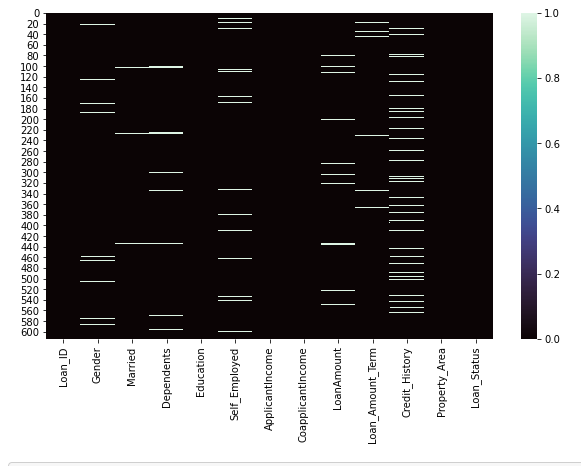 0
20
40
60
80
100
120
140
160
180
200
220
240
260
280
300
320
340
360
380
400
420
440
460
480
500
520
540
560
580
600
Loan_ID
Gender
Married
Dependents
Education
Self_Employed
ApplicantIncome
CoapplicantIncome
LoanAmount
Loan_Amount_Term
Credit_History
Property_Area
Loan_Status
1.0
0.8
0.6
0.4
0.2
0.0